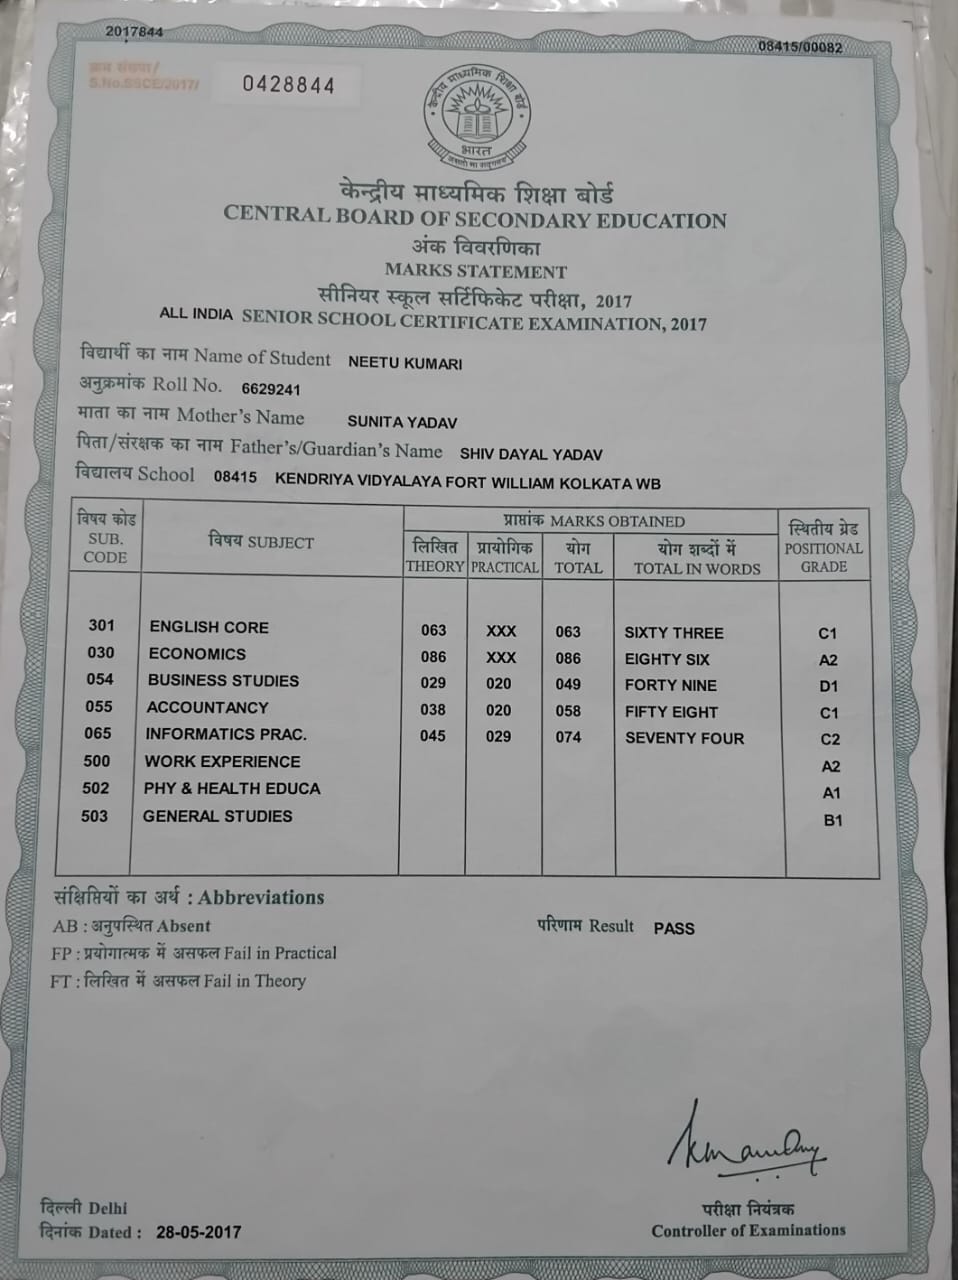 2017844
08415/00082
क्रम संख्या/
S.No.SSCE/2017/
0428844
केन्द्रीय माध्यमिक शिक्षा बोर्ड
भारत
केन्द्रीय माध्यमिक शिक्षा बोर्ड
CENTRAL BOARD OF SECONDARY EDUCATION
अंक विवरणिका
MARKS STATEMENT
सीनियर स्कूल सर्टिफिकेट परीक्षा, 2017
ALL INDIA SENIOR SCHOOL CERTIFICATE EXAMINATION, 2017
विद्यार्थी का नाम Name of Student NEETU KUMARI
अनुक्रमांक Roll No. 6629241
माता का नाम Mother's Name SUNITA YADAV
पिता/संरक्षक का नाम Father's/Guardian's Name SHIV DAYAL YADAV
विद्यालय School 08415 KENDRIYA VIDYALAYA FORT WILLIAM KOLKATA WB
विषय कोड SUB. CODE
विषय SUBJECT
प्राप्तांक MARKS OBTAINED
लिखित THEORY
प्रायोगिक PRACTICAL
योग TOTAL
योग शब्दों में TOTAL IN WORDS
स्थितीय ग्रेड POSITIONAL GRADE
301 ENGLISH CORE 063 XXX 063 SIXTY THREE C1
030 ECONOMICS 086 XXX 086 EIGHTY SIX A2
054 BUSINESS STUDIES 029 020 049 FORTY NINE D1
055 ACCOUNTANCY 038 020 058 FIFTY EIGHT C1
065 INFORMATICS PRAC. 045 029 074 SEVENTY FOUR C2
500 WORK EXPERIENCE A2
502 PHY & HEALTH EDUCA A1
503 GENERAL STUDIES B1
संक्षिप्तियों का अर्थ : Abbreviations
AB : अनुपस्थित Absent
परिणाम Result PASS
FP : प्रयोगात्मक में असफल Fail in Practical
FT : लिखित में असफल Fail in Theory
दिल्ली Delhi
दिनांक Dated : 28-05-2017
परीक्षा नियंत्रक
Controller of Examinations